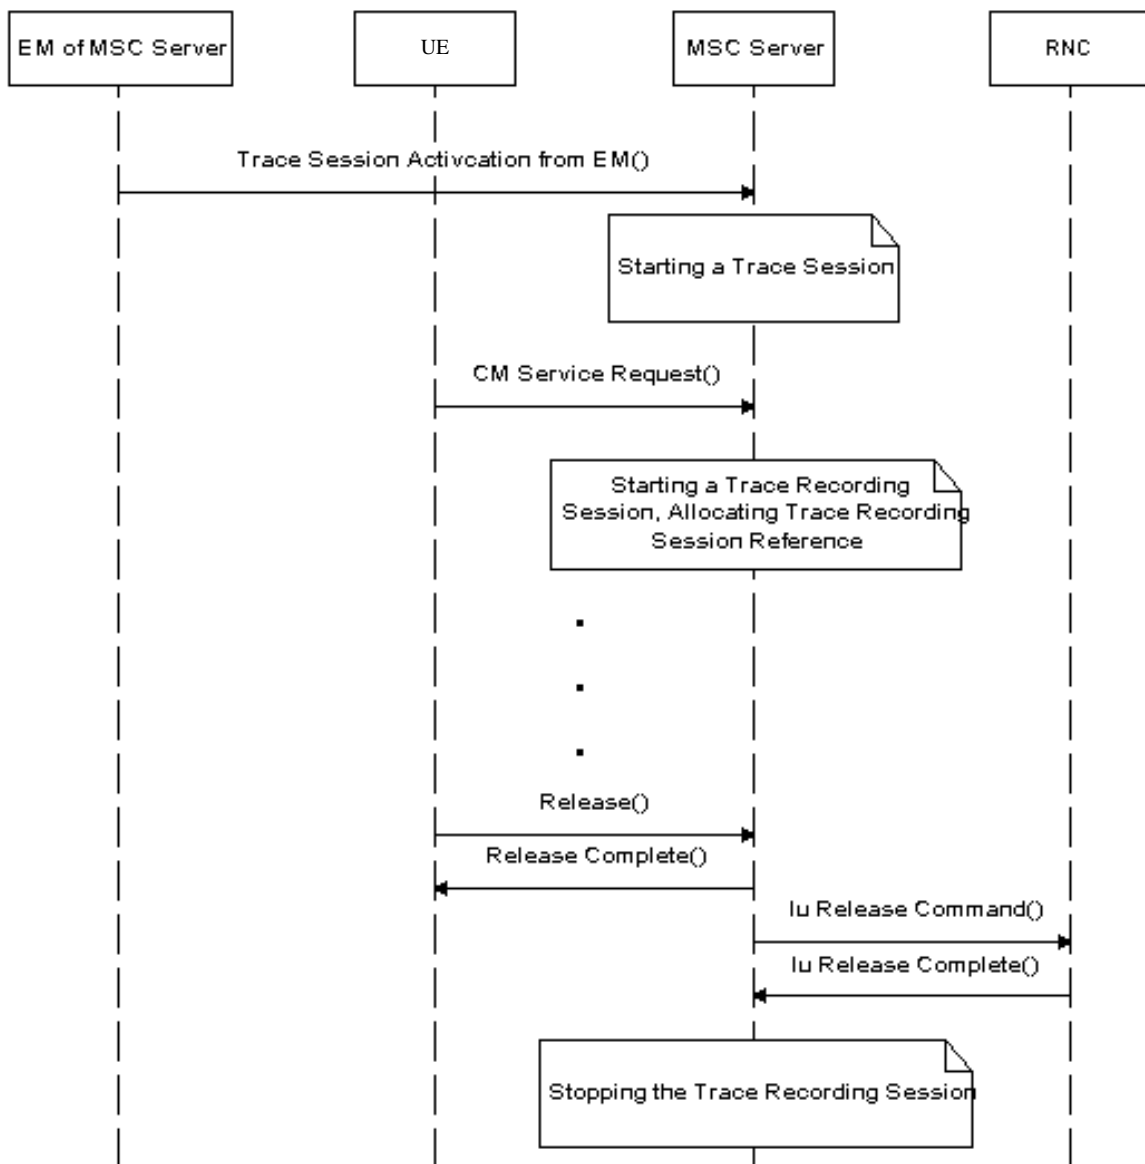 EM of MSC Server
UE
MSC Server
RNC
Trace Session Activcation from EM()
Starting a Trace Session
CM Service Request()
Starting a Trace Recording
Session, Allocating Trace Recording
Session Reference
Release()
Release Complete()
Iu Release Command()
Iu Release Complete()
Stopping the Trace Recording Session